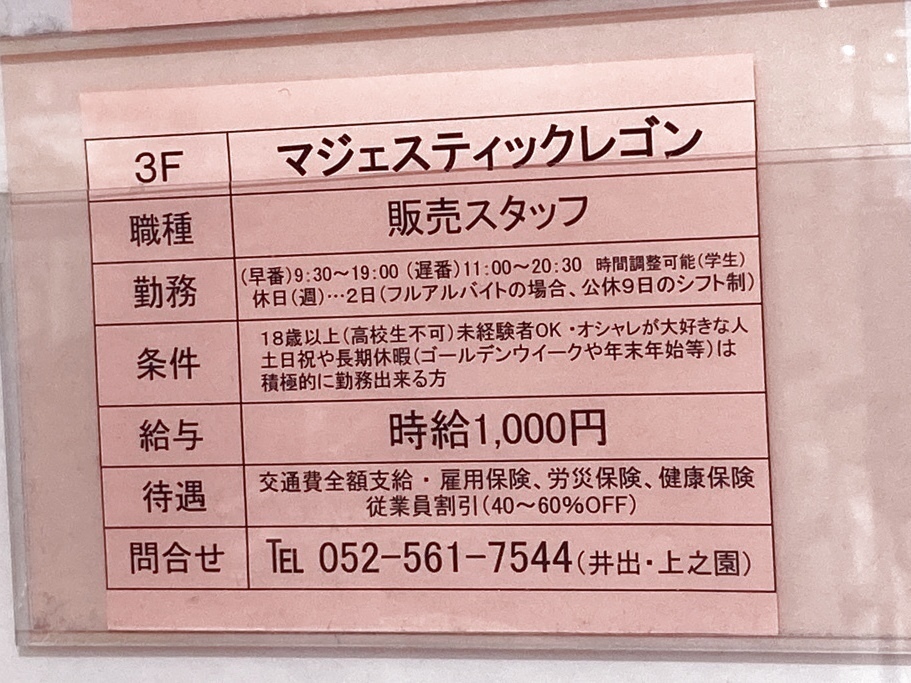 3F マジェスティックレゴン
職種 販売スタッフ
勤務 (早番)9:30～19:00 (遅番)11:00～20:30 時間調整可能(学生)
休日(週)…2日(フルアルバイトの場合、公休9日のシフト制)
条件 18歳以上(高校生不可)未経験者OK・オシャレが大好きな人
土日祝や長期休暇(ゴールデンウイークや年末年始等)は
積極的に勤務出来る方
給与 時給1,000円
待遇 交通費全額支給・雇用保険、労災保険、健康保険
従業員割引(40～60%OFF)
問合せ TEL 052-561-7544(井出・上之園)